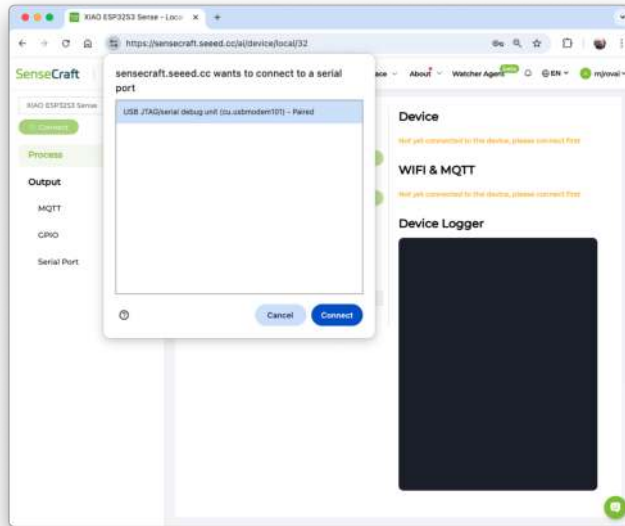 XIAO ESP32S3 Sense - Loca
https://sensecraft.seeed.cc/ai/device/local/32
SenseCraft
About
Watcher Agent
EN
mjrovai
sensecraft.seeed.cc wants to connect to a serial
port
USB JTAG/serial debug unit (cu.usbmodem101) – Paired
Cancel
Connect
XIAO ESP32S3 Sense
Connect
Process
Output
MQTT
GPIO
Serial Port
Device
Not yet connected to the device, please connect first
WIFI & MQTT
Not yet connected to the device, please connect first
Device Logger